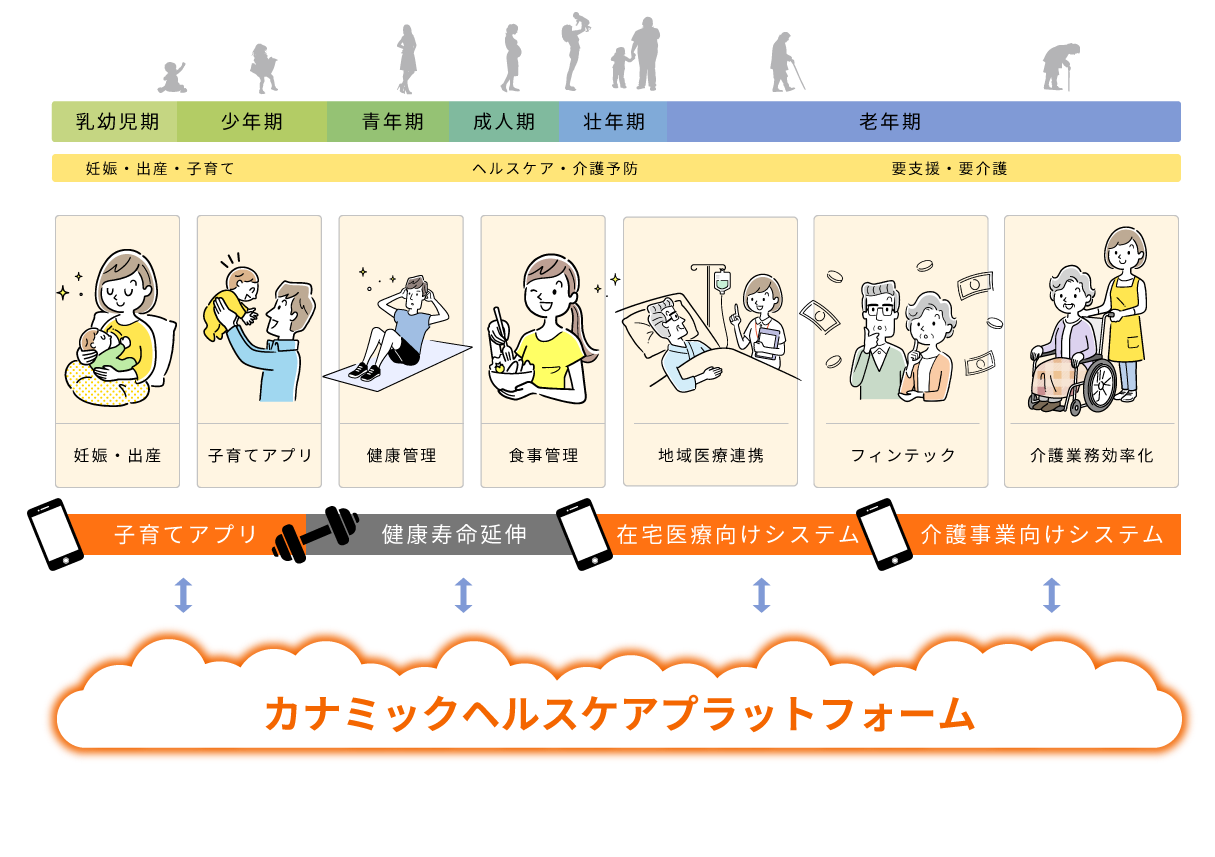 乳幼児期
少年期
青年期
成人期
壮年期
老年期
妊娠・出産・子育て
ヘルスケア・介護予防
要支援・要介護
妊娠・出産
子育てアプリ
健康管理
食事管理
地域医療連携
フィンテック
介護業務効率化
子育てアプリ
健康寿命延伸
在宅医療向けシステム
介護事業向けシステム
カナミックヘルスケアプラットフォーム